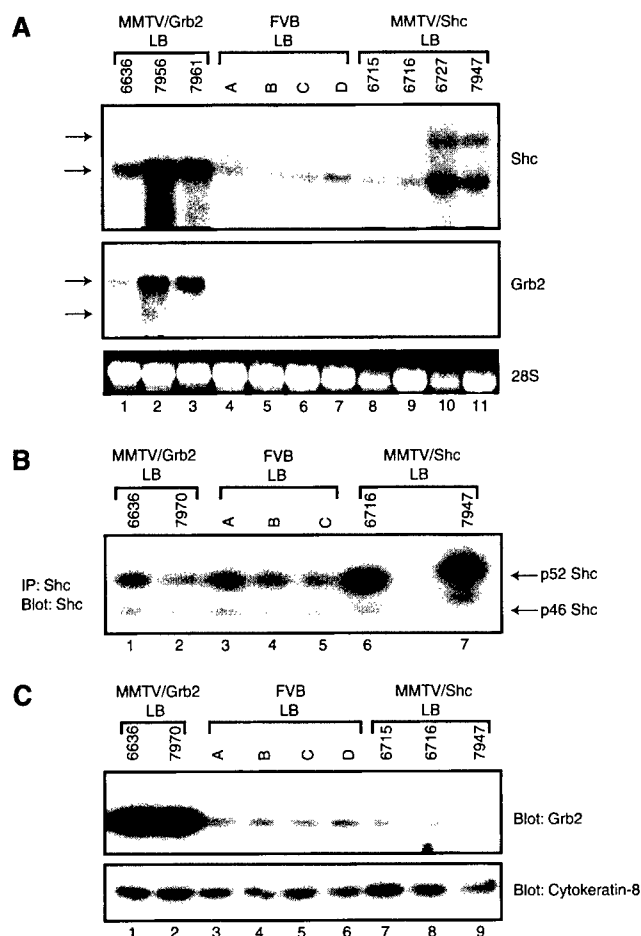 A
MMTV/Grb2 FVB MMTV/Shc
LB LB LB
6636 7956 7961 A B C D 6715 6716 6727 7947
Shc
Grb2
28S
1 2 3 4 5 6 7 8 9 10 11
B
MMTV/Grb2 FVB MMTV/Shc
LB LB LB
6636 7970 A B C 6716 7947
IP: Shc
Blot: Shc
p52 Shc
p46 Shc
1 2 3 4 5 6 7
C
MMTV/Grb2 FVB MMTV/Shc
LB LB LB
6636 7970 A B C D 6715 6716 7947
Blot: Grb2
Blot: Cytokeratin-8
1 2 3 4 5 6 7 8 9